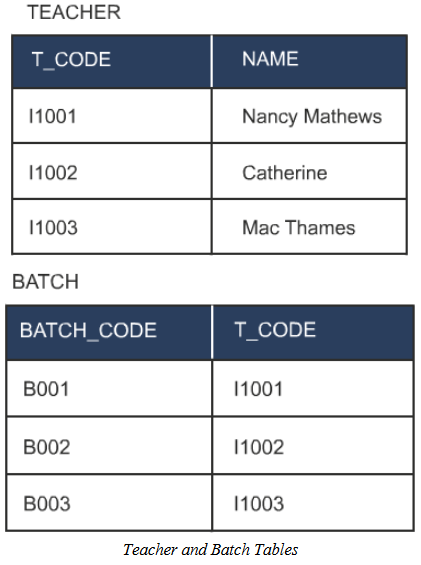 TEACHER
T_CODE NAME
I1001 Nancy Mathews
I1002 Catherine
I1003 Mac Thames
BATCH
BATCH_CODE T_CODE
B001 I1001
B002 I1002
B003 I1003
Teacher and Batch Tables